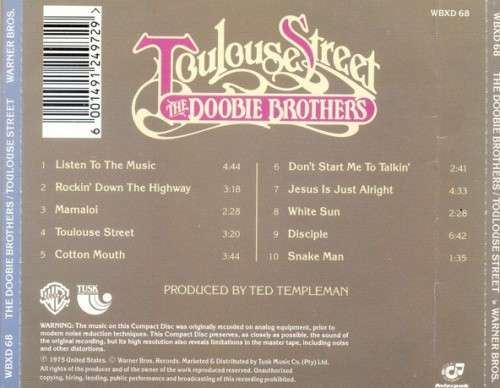 WBXD 68
Toulouse Street
THE DOOBIE BROTHERS
6 001491 249729
1 Listen To The Music 4:44
2 Rockin' Down The Highway 3:18
3 Mamaloi 2:28
4 Toulouse Street 3:20
5 Cotton Mouth 3:44
6 Don't Start Me To Talkin' 2:41
7 Jesus Is Just Alright 4:33
8 White Sun 2:28
9 Disciple 6:42
10 Snake Man 1:35
PRODUCED BY TED TEMPLEMAN
TUSK
WARNING: The music on this Compact Disc was originally recorded on analog equipment, prior to
modern noise reduction techniques. This Compact Disc preserves, as closely as possible, the sound of
the original recording, but its high resolution also reveals limitations in the master tape, including noise
and other distortions.
℗ 1975 United States. © Warner Bros. Records. Marketed & Distributed by Tusk Music Co. (Pty) Ltd.
All rights of the producer and of the owner of the work reproduced reserved. Unauthorised
copying, hiring, lending, public performance and broadcasting of this recording prohibited.
WBXD 68 THE DOOBIE BROTHERS / TOULOUSE STREET WARNER BROS.
WBXD 68 THE DOOBIE BROTHERS / TOULOUSE STREET WARNER BROS.